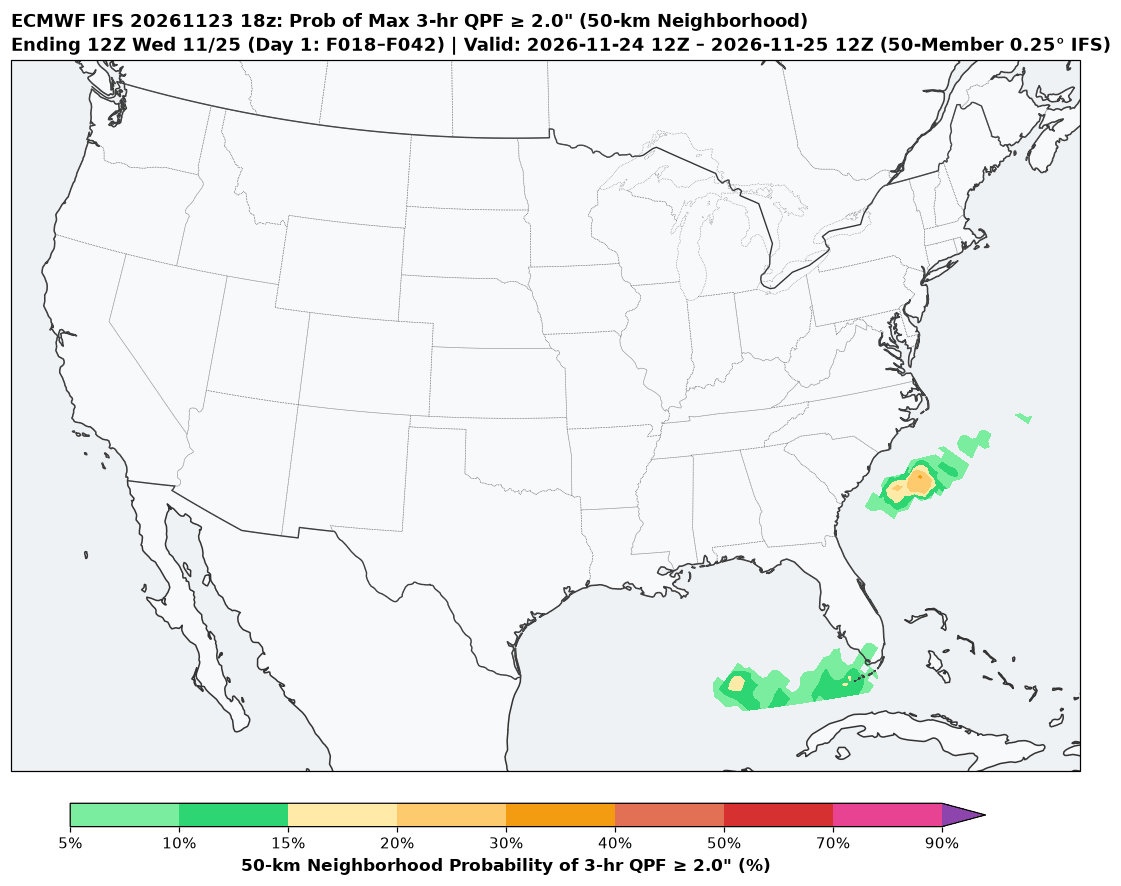 ECMWF IFS 20261123 18z: Prob of Max 3-hr QPF ≥ 2.0" (50-km Neighborhood)
Ending 12Z Wed 11/25 (Day 1: F018–F042) | Valid: 2026-11-24 12Z – 2026-11-25 12Z (50-Member 0.25° IFS)
5% 10% 15% 20% 30% 40% 50% 70% 90%
50-km Neighborhood Probability of 3-hr QPF ≥ 2.0" (%)